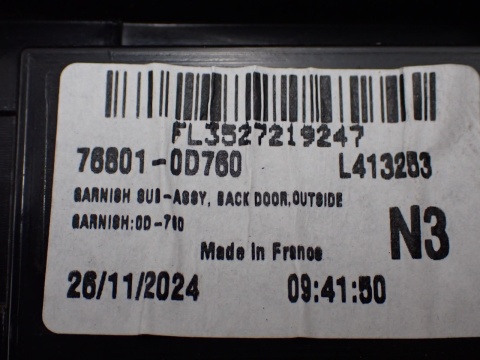 FL3527219247
76801-0D760 L413253
GARNISH SUB-ASSY, BACK DOOR,OUTSIDE
GARNISH:0D-760
N3
Made in France
26/11/2024 09:41:50